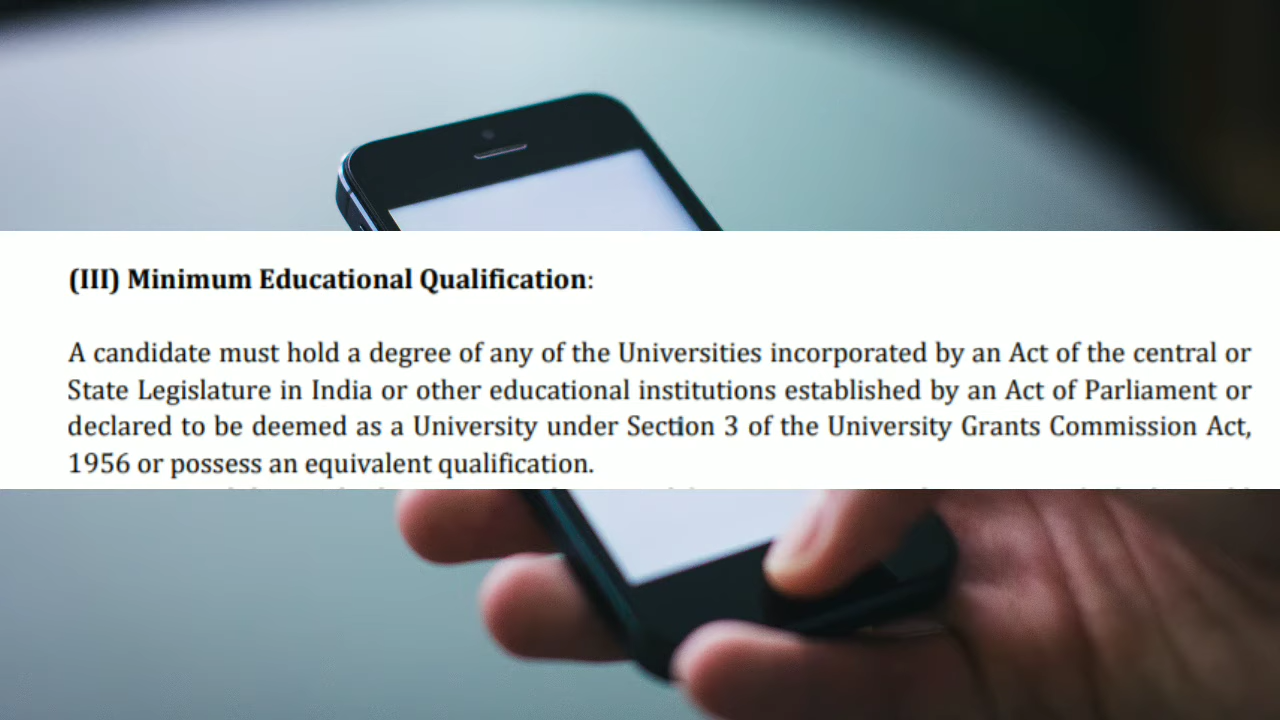 (III) Minimum Educational Qualification:
A candidate must hold a degree of any of the Universities incorporated by an Act of the central or
State Legislature in India or other educational institutions established by an Act of Parliament or
declared to be deemed as a University under Section 3 of the University Grants Commission Act,
1956 or possess an equivalent qualification.